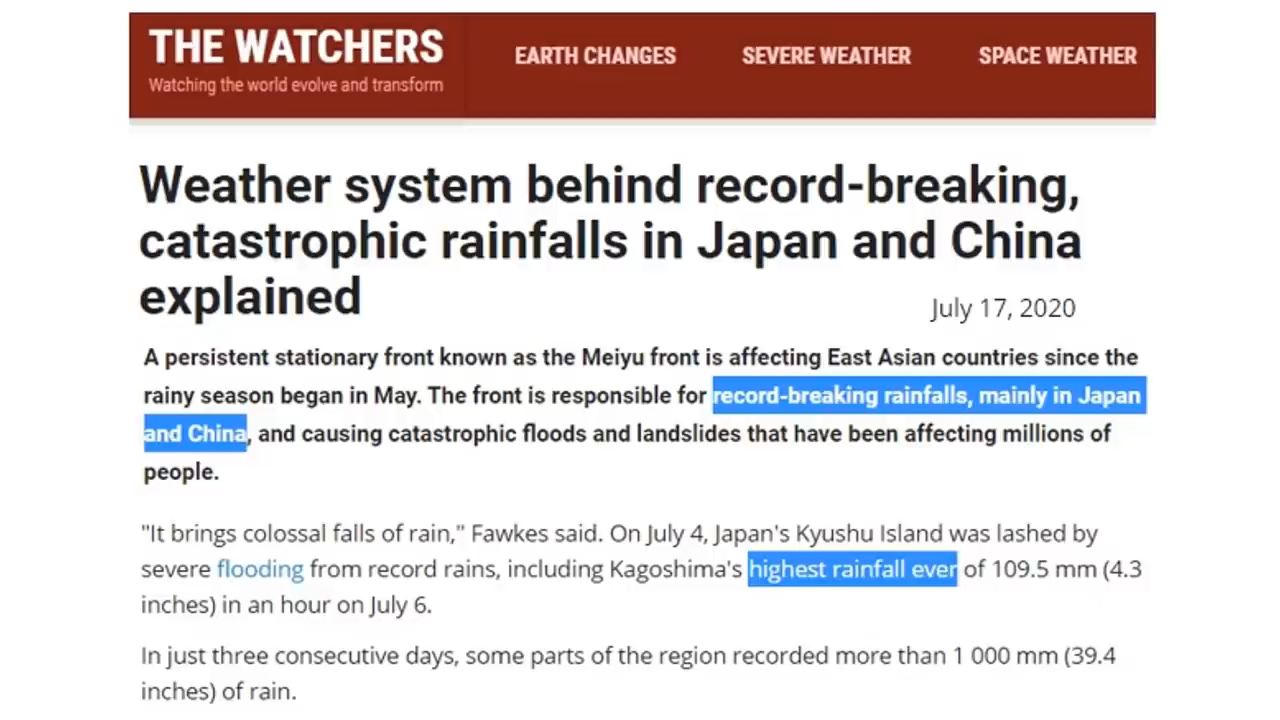 THE WATCHERS
Watching the world evolve and transform
EARTH CHANGES
SEVERE WEATHER
SPACE WEATHER
Weather system behind record-breaking,
catastrophic rainfalls in Japan and China
explained
July 17, 2020
A persistent stationary front known as the Meiyu front is affecting East Asian countries since the
rainy season began in May. The front is responsible for record-breaking rainfalls, mainly in Japan
and China, and causing catastrophic floods and landslides that have been affecting millions of
people.
"It brings colossal falls of rain," Fawkes said. On July 4, Japan's Kyushu Island was lashed by
severe flooding from record rains, including Kagoshima's highest rainfall ever of 109.5 mm (4.3
inches) in an hour on July 6.
In just three consecutive days, some parts of the region recorded more than 1 000 mm (39.4
inches) of rain.